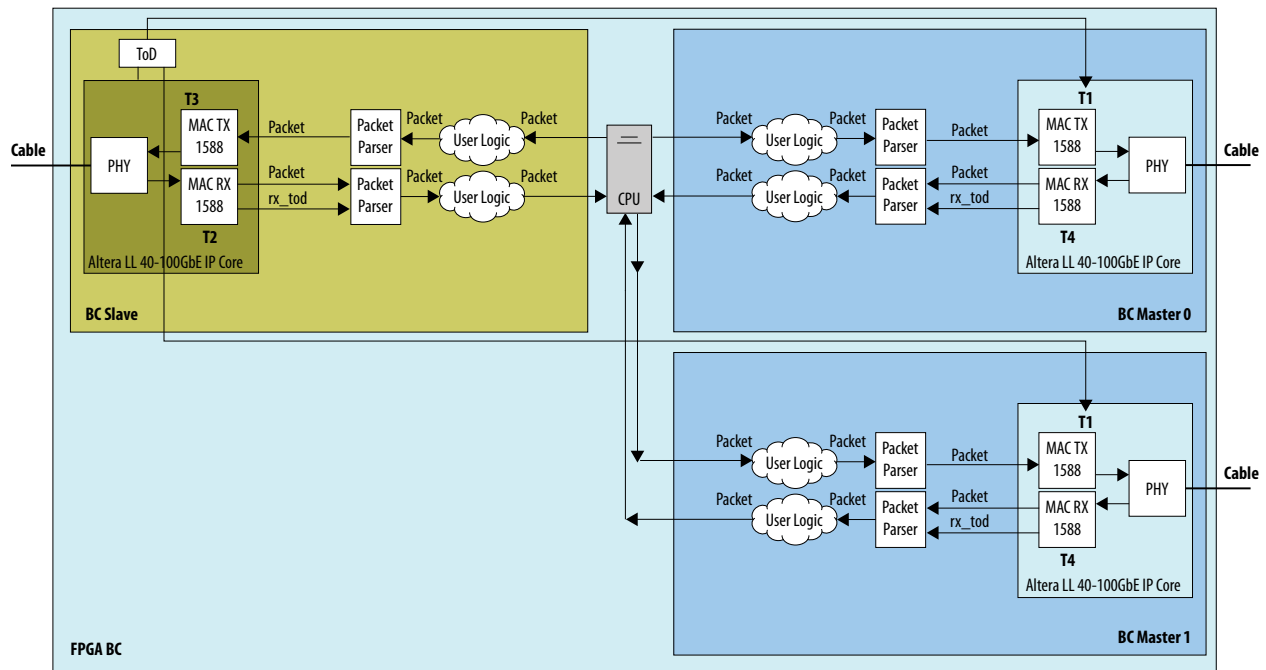 ToD
T3
MAC TX
1588
Packet
Packet
Parser
Packet
User Logic
Packet
Cable
PHY
MAC RX
1588
Packet
rx_tod
Packet
Parser
Packet
User Logic
Packet
T2
Altera LL 40-100GbE IP Core
BC Slave
CPU
Packet
User Logic
Packet
Packet
Parser
Packet
T1
MAC TX
1588
PHY
Cable
Packet
User Logic
Packet
Packet
Parser
Packet
rx_tod
MAC RX
1588
T4
Altera LL 40-100GbE IP Core
BC Master 0
Packet
User Logic
Packet
Packet
Parser
Packet
T1
MAC TX
1588
PHY
Cable
Packet
User Logic
Packet
Packet
Parser
Packet
rx_tod
MAC RX
1588
T4
Altera LL 40-100GbE IP Core
BC Master 1
FPGA BC